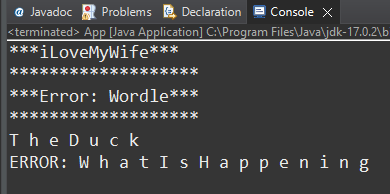 @ Javadoc Problems Declaration Console
<terminated> App [Java Application] C:\Program Files\Java\jdk-17.0.2\b
***iLoveMyWife***
*******************
***Error: Wordle***
*******************
T h e D u c k
ERROR: W h a t I s H a p p e n i n g